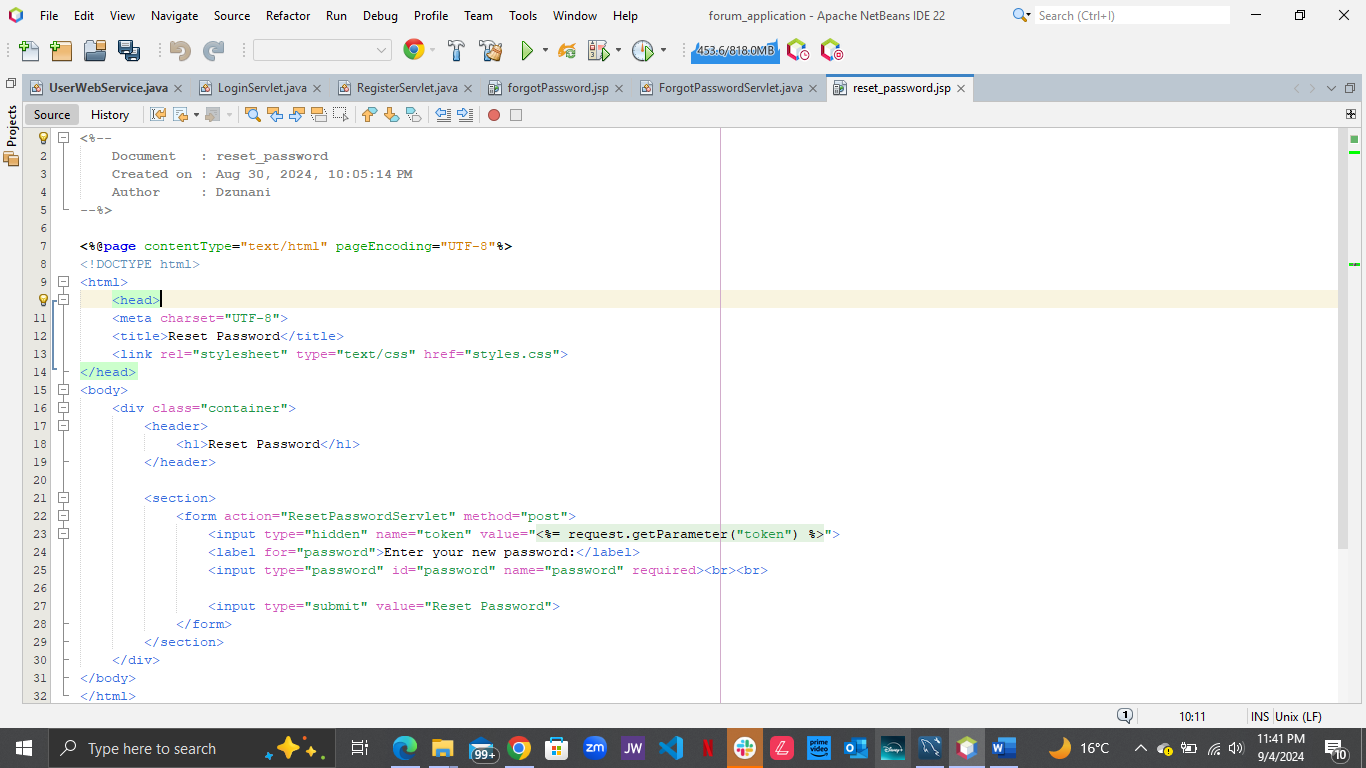 File Edit View Navigate Source Refactor Run Debug Profile Team Tools Window Help forum_application - Apache NetBeans IDE 22 Search (Ctrl+I)
453.6/818.0MB
UserWebService.java LoginServlet.java RegisterServlet.java forgotPassword.jsp ForgotPasswordServlet.java reset_password.jsp
Projects
Source History
<%--
2 Document : reset_password
3 Created on : Aug 30, 2024, 10:05:14 PM
4 Author : Dzunani
5 --%>
6
7 <%@page contentType="text/html" pageEncoding="UTF-8"%>
8 <!DOCTYPE html>
9 <html>
<head>
11 <meta charset="UTF-8">
12 <title>Reset Password</title>
13 <link rel="stylesheet" type="text/css" href="styles.css">
14 </head>
15 <body>
16 <div class="container">
17 <header>
18 <h1>Reset Password</h1>
19 </header>
20
21 <section>
22 <form action="ResetPasswordServlet" method="post">
23 <input type="hidden" name="token" value="<%= request.getParameter("token") %>">
24 <label for="password">Enter your new password:</label>
25 <input type="password" id="password" name="password" required><br><br>
26
27 <input type="submit" value="Reset Password">
28 </form>
29 </section>
30 </div>
31 </body>
32 </html>
1 10:11 INS Unix (LF)
Type here to search 99+ zm JW N prime video Disney+ W 16°C 11:41 PM
9/4/2024 10